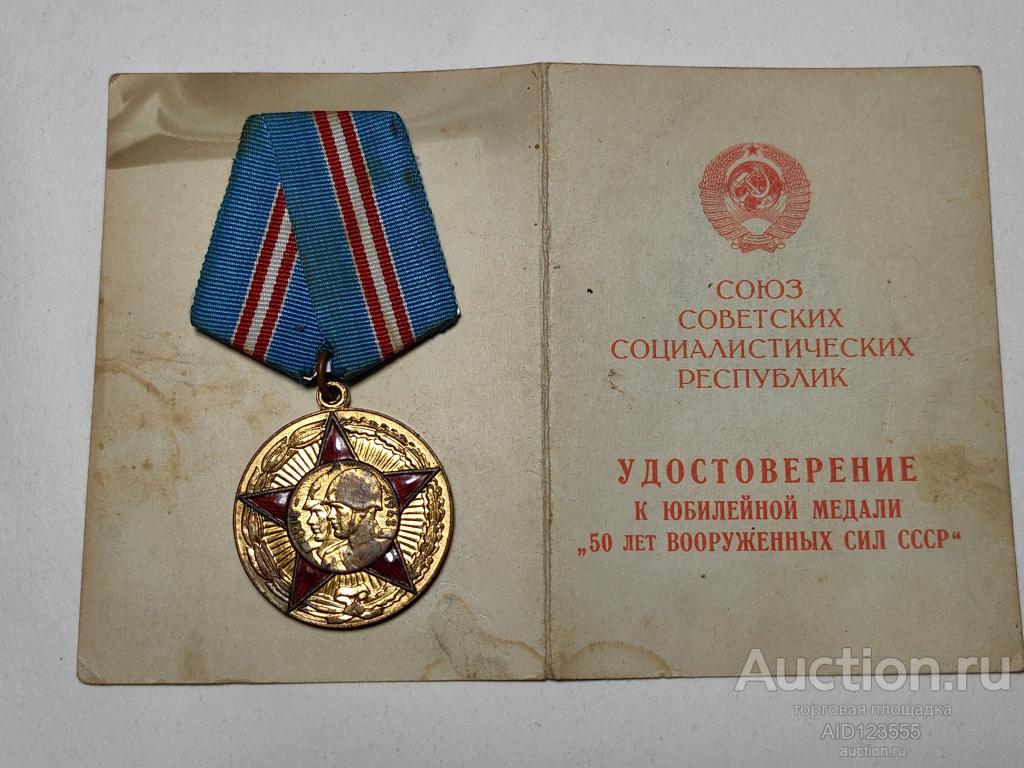 СОЮЗ
СОВЕТСКИХ
СОЦИАЛИСТИЧЕСКИХ
РЕСПУБЛИК
УДОСТОВЕРЕНИЕ
К ЮБИЛЕЙНОЙ МЕДАЛИ
„50 ЛЕТ ВООРУЖЕННЫХ СИЛ СССР“
Auction.ru
торговая площадка
AID123555
auction.ru